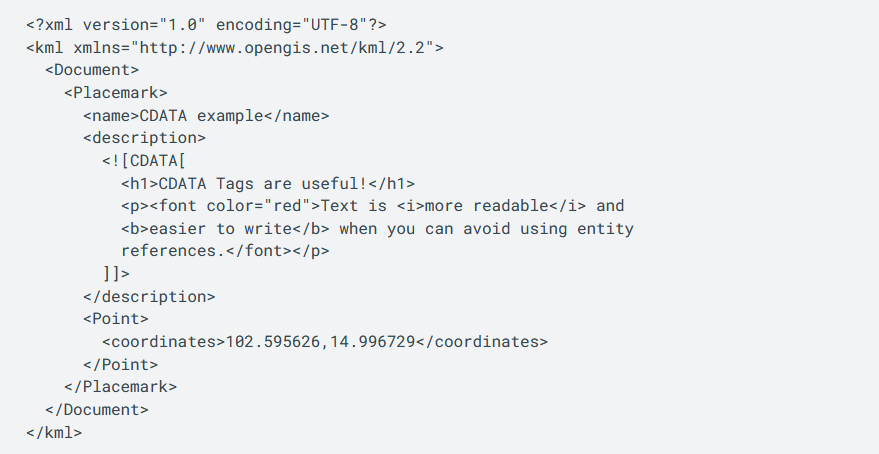 <?xml version="1.0" encoding="UTF-8"?>
<kml xmlns="http://www.opengis.net/kml/2.2">
  <Document>
    <Placemark>
      <name>CDATA example</name>
      <description>
        <![CDATA[
          <h1>CDATA Tags are useful!</h1>
          <p><font color="red">Text is <i>more readable</i> and
          <b>easier to write</b> when you can avoid using entity
          references.</font></p>
        ]]>
      </description>
      <Point>
        <coordinates>102.595626,14.996729</coordinates>
      </Point>
    </Placemark>
  </Document>
</kml>